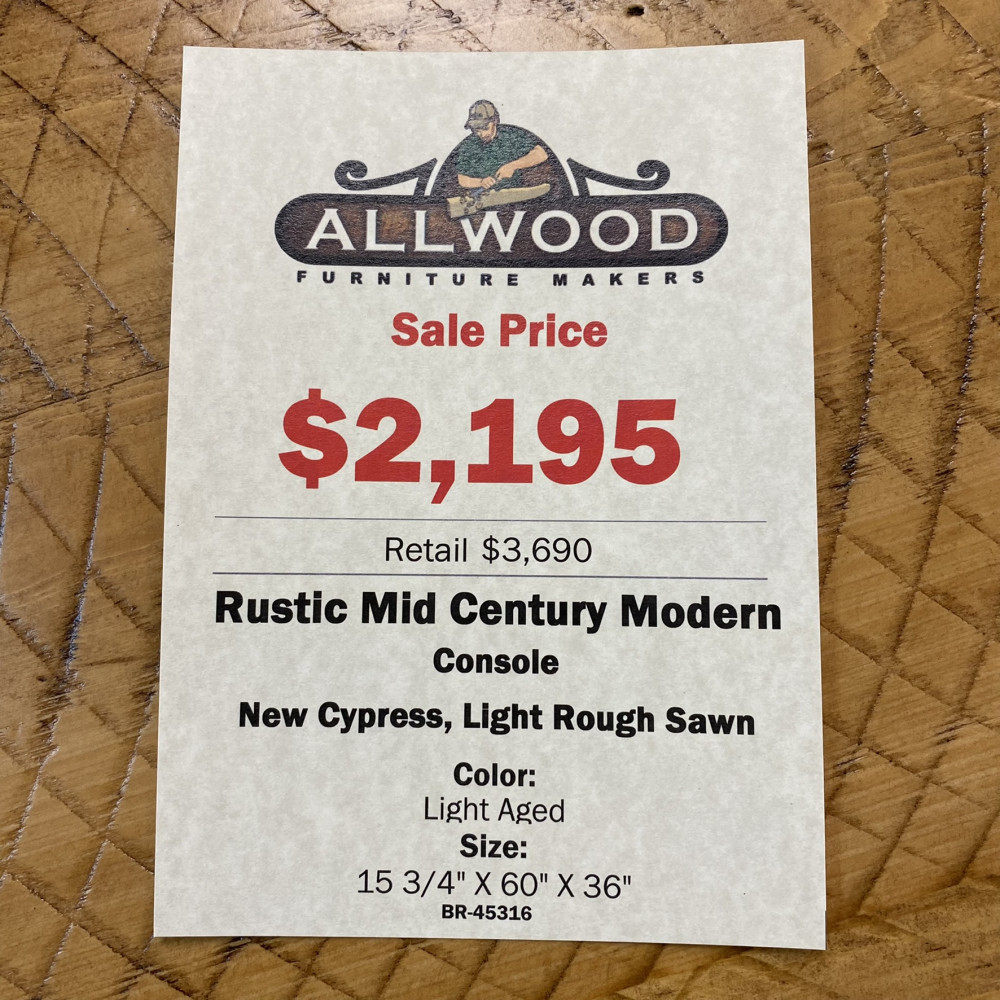 ALLWOOD
FURNITURE MAKERS
Sale Price
$2,195
Retail $3,690
Rustic Mid Century Modern
Console
New Cypress, Light Rough Sawn
Color:
Light Aged
Size:
15 3/4" X 60" X 36"
BR-45316